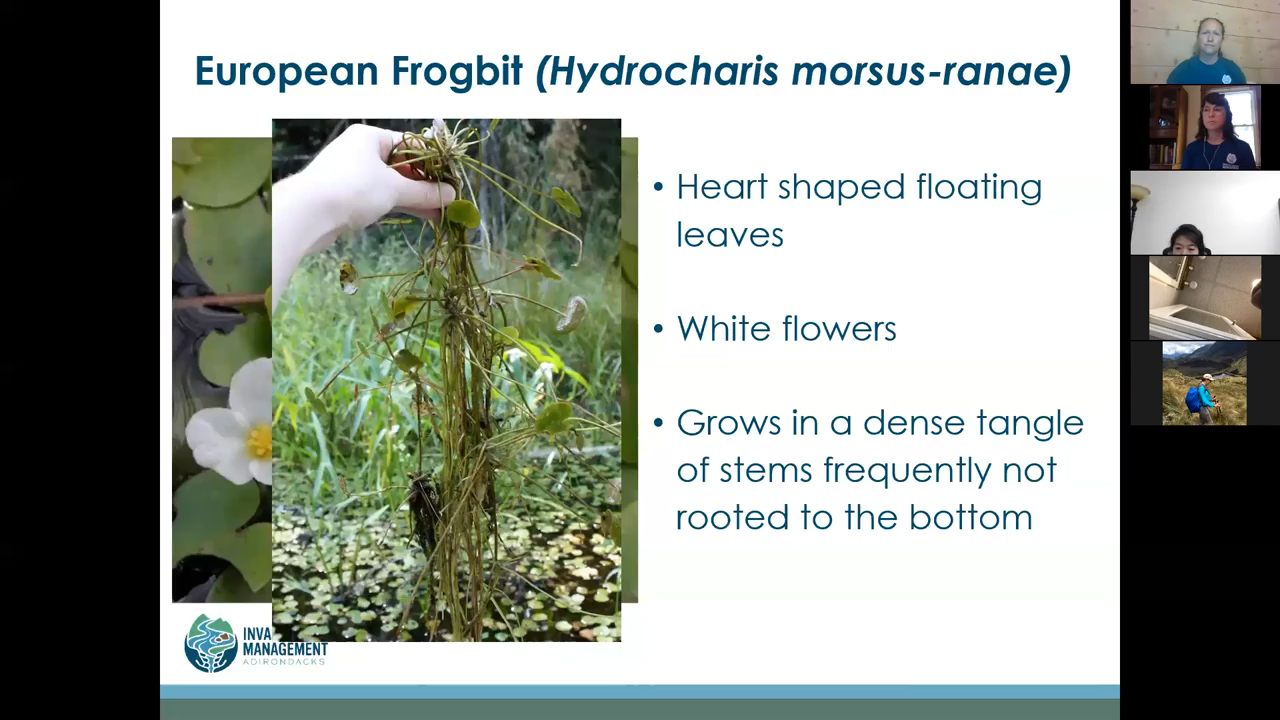 European Frogbit (Hydrocharis morsus-ranae)
• Heart shaped floating
leaves
• White flowers
• Grows in a dense tangle
of stems frequently not
rooted to the bottom
INVA
MANAGEMENT
ADIRONDACKS